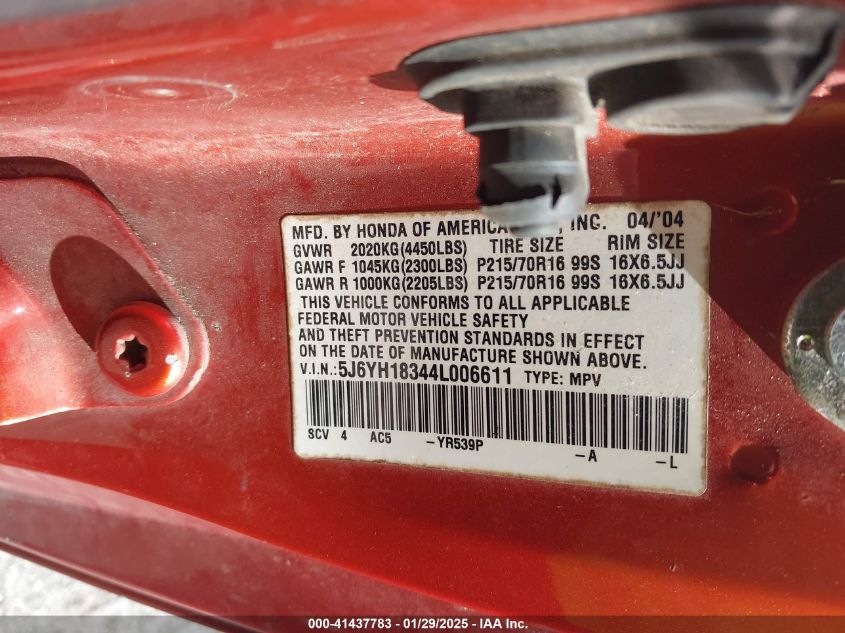 MFD. BY HONDA OF AMERICA INC. 04/'04
GVWR 2020KG(4450LBS) TIRE SIZE RIM SIZE
GAWR F 1045KG(2300LBS) P215/70R16 99S 16X6.5JJ
GAWR R 1000KG(2205LBS) P215/70R16 99S 16X6.5JJ
THIS VEHICLE CONFORMS TO ALL APPLICABLE
FEDERAL MOTOR VEHICLE SAFETY
AND THEFT PREVENTION STANDARDS IN EFFECT
ON THE DATE OF MANUFACTURE SHOWN ABOVE.
V.I.N.:5J6YH18344L006611 TYPE: MPV
SCV 4 AC5 -YR539P -A -L
000-41437783 - 01/29/2025 - IAA Inc.